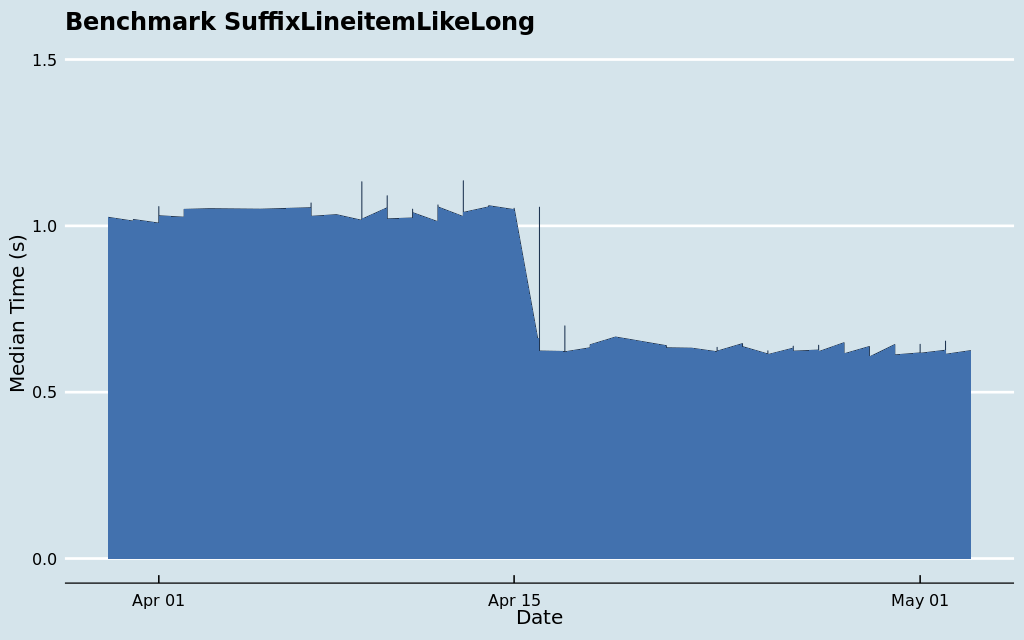 Benchmark SuffixLineitemLikeLong
1.5
1.0
0.5
0.0
Median Time (s)
Apr 01
Apr 15
May 01
Date